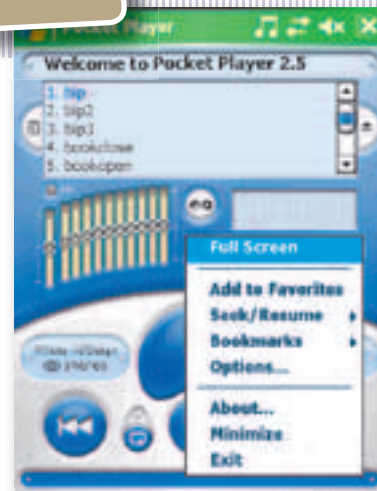 Pocket Player
Welcome to Pocket Player 2.5
1. bip
2. bip2
3. bip3
4. bookclose
5. bookopen
eq
Full Screen
Add to Favorites
Seek/Resume
Bookmarks
Options...
About...
Minimize
Exit